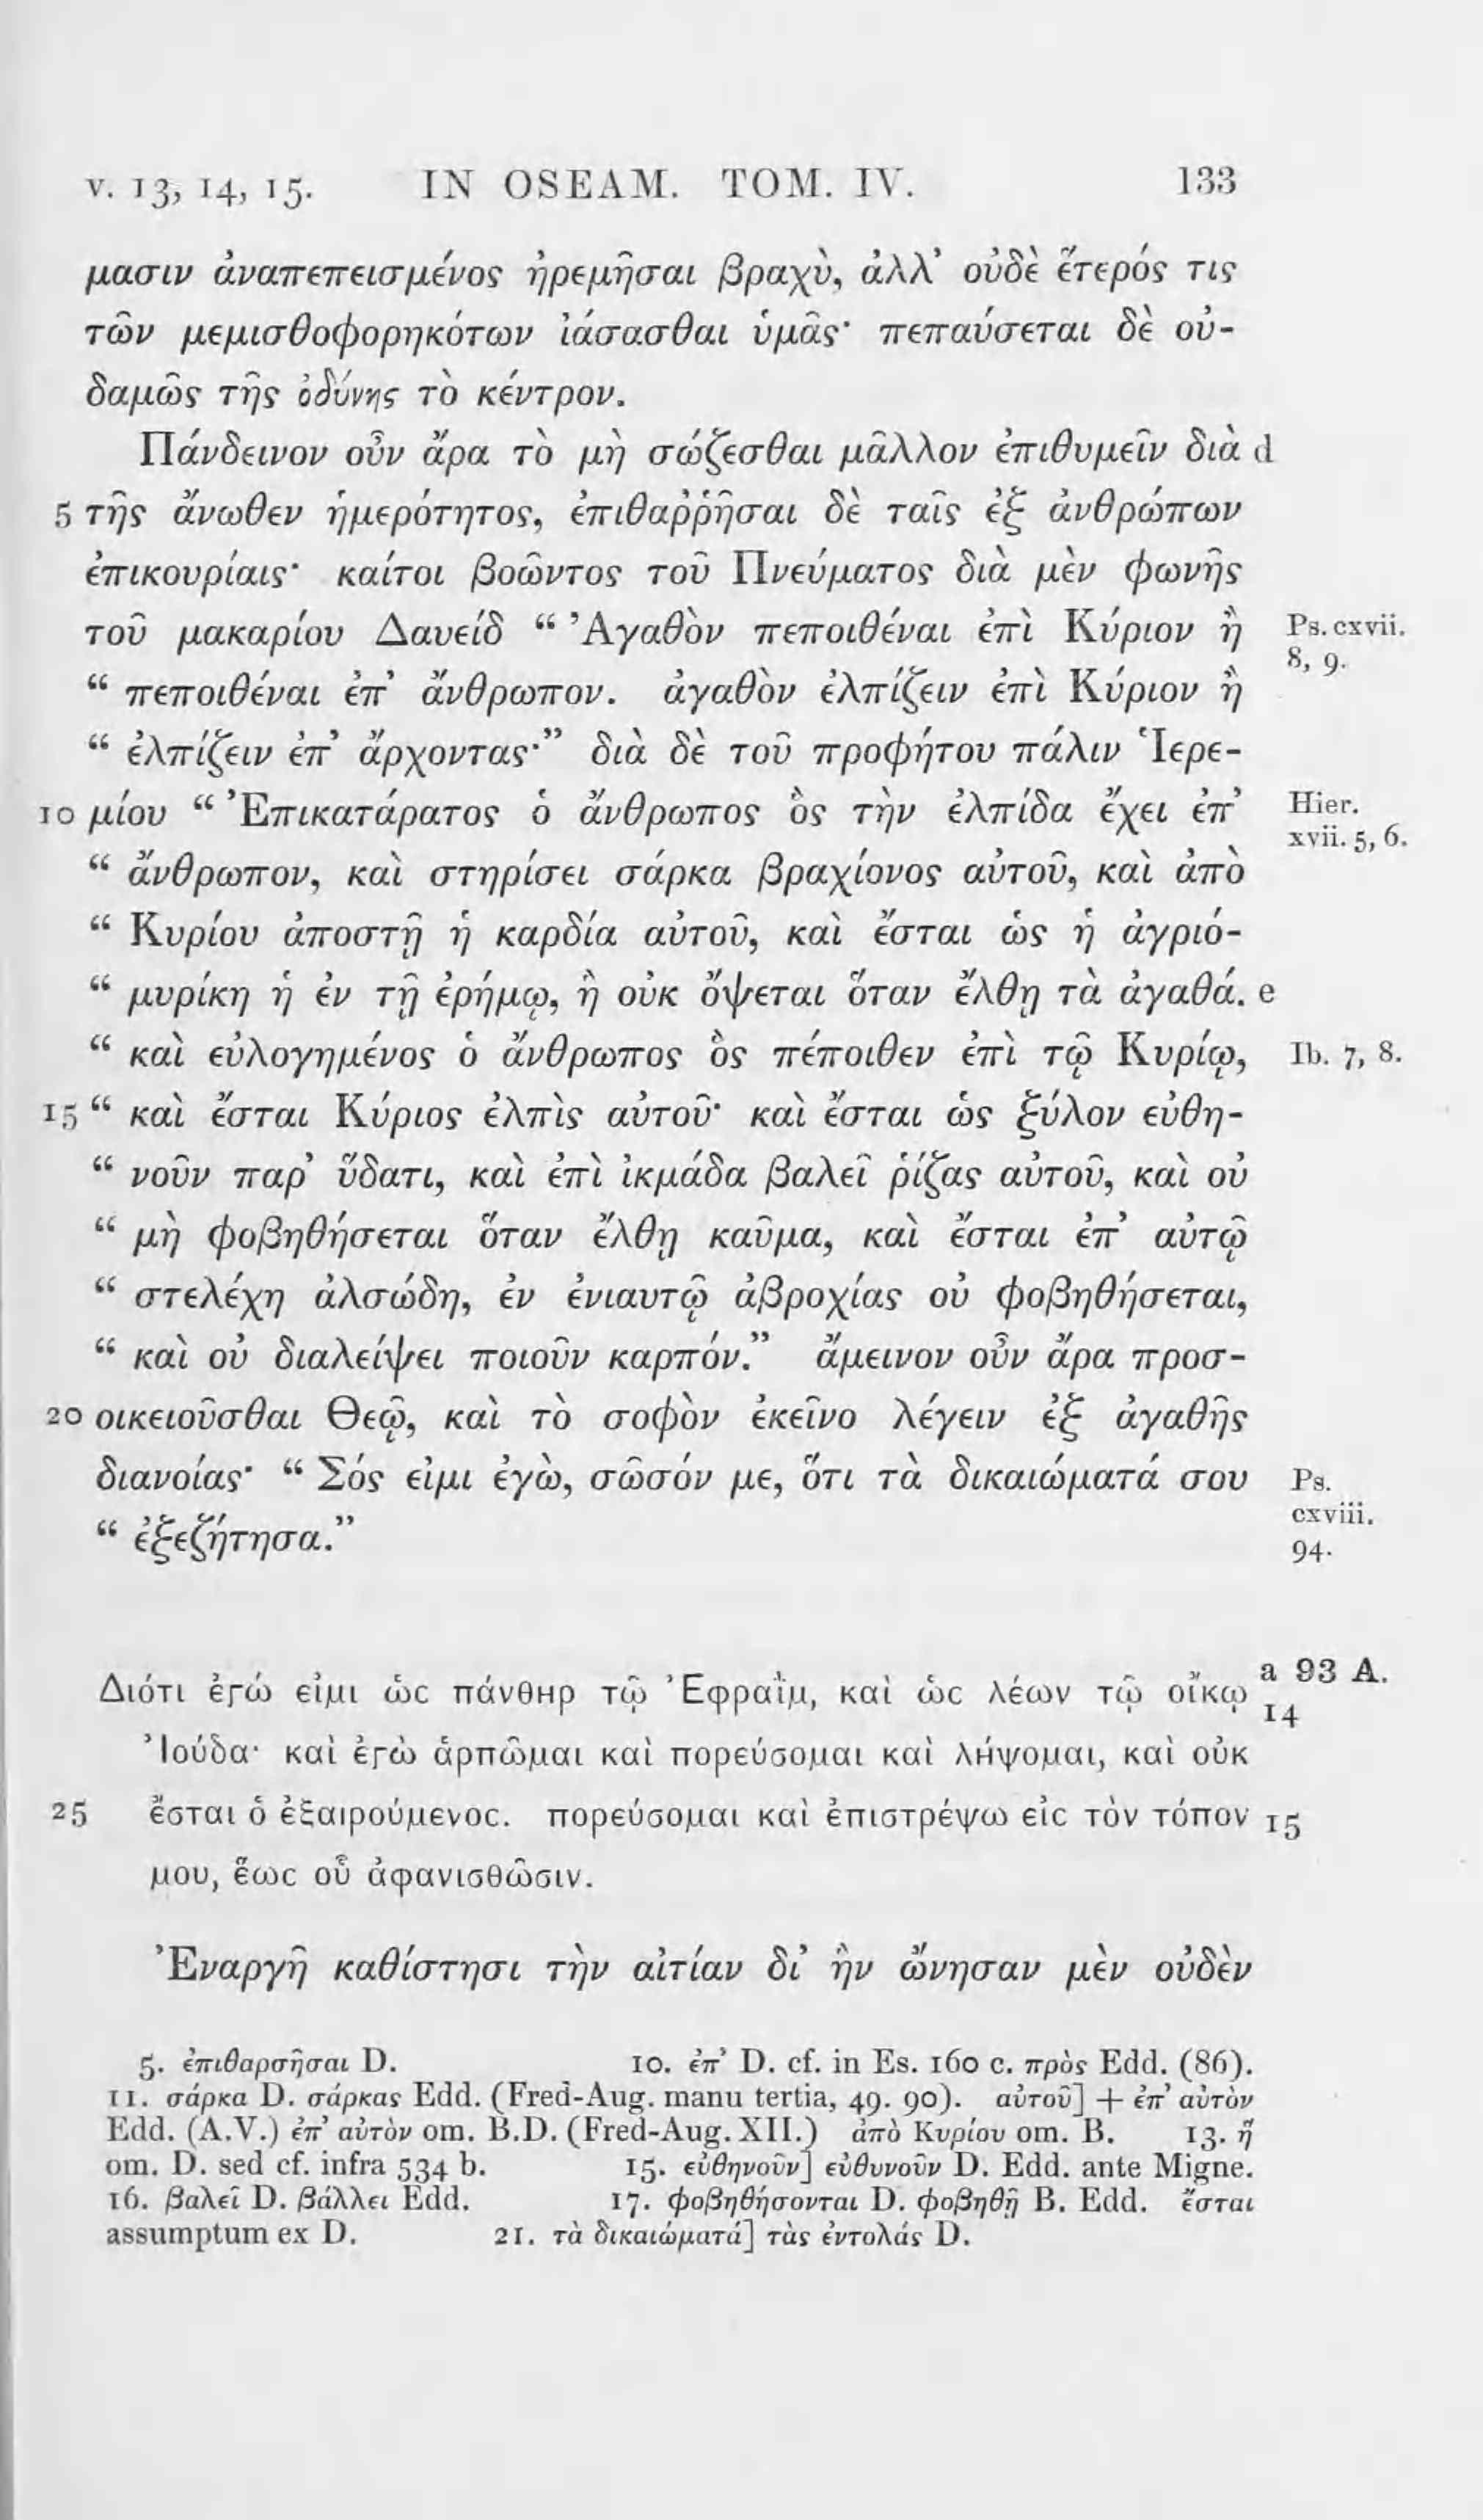 v. 13, 14, 15. IN OSEAM. TOM. IV. 133
μασιν ἀναπεπεισμένος ἠρεμῆσαι βραχὺ, ἀλλ’ οὐδὲ ἕτερός τις
τῶν μεμισθοφορηκότων ἰάσασθαι ὑμᾶς· πεπαύσεται δὲ οὐ-
δαμῶς τῆς ὀδύνης τὸ κέντρον.
Πάνδεινον οὖν ἄρα τὸ μὴ σώζεσθαι μᾶλλον ἐπιθυμεῖν διὰ d
5 τῆς ἄνωθεν ἡμερότητος, ἐπιθαῤῥῆσαι δὲ ταῖς ἐξ ἀνθρώπων
ἐπικουρίαις· καίτοι βοῶντος τοῦ Πνεύματος διὰ μὲν φωνῆς
τοῦ μακαρίου Δαυείδ “ Ἀγαθὸν πεποιθέναι ἐπὶ Κύριον ἢ Ps. cxvii. 8, 9.
“ πεποιθέναι ἐπ’ ἄνθρωπον. ἀγαθὸν ἐλπίζειν ἐπὶ Κύριον ἢ
“ ἐλπίζειν ἐπ’ ἄρχοντας·” διὰ δὲ τοῦ προφήτου πάλιν Ἱερε-
10 μίου “ Ἐπικατάρατος ὁ ἄνθρωπος ὃς τὴν ἐλπίδα ἔχει ἐπ’ Hier. xvii. 5, 6.
“ ἄνθρωπον, καὶ στηρίσει σάρκα βραχίονος αὐτοῦ, καὶ ἀπὸ
“ Κυρίου ἀποστῇ ἡ καρδία αὐτοῦ, καὶ ἔσται ὡς ἡ ἀγριό-
“ μυρίκη ἡ ἐν τῇ ἐρήμῳ, ἢ οὐκ ὄψεται ὅταν ἔλθῃ τὰ ἀγαθά. e
“ καὶ εὐλογημένος ὁ ἄνθρωπος ὃς πέποιθεν ἐπὶ τῷ Κυρίῳ, Ib. 7, 8.
15 “ καὶ ἔσται Κύριος ἐλπὶς αὐτοῦ· καὶ ἔσται ὡς ξύλον εὐθη-
“ νοῦν παρ’ ὕδατι, καὶ ἐπὶ ἰκμάδα βαλεῖ ῥίζας αὐτοῦ, καὶ οὐ
“ μὴ φοβηθήσεται ὅταν ἔλθῃ καῦμα, καὶ ἔσται ἐπ’ αὐτῷ
“ στελέχη ἀλσώδη, ἐν ἐνιαυτῷ ἀβροχίας οὐ φοβηθήσεται,
“ καὶ οὐ διαλείψει ποιοῦν καρπόν.” ἄμεινον οὖν ἄρα προσ-
20 οικειοῦσθαι Θεῷ, καὶ τὸ σοφὸν ἐκεῖνο λέγειν ἐξ ἀγαθῆς
διανοίας· “ Σός εἰμι ἐγὼ, σῶσόν με, ὅτι τὰ δικαιώματά σου Ps. cxviii. 94.
“ ἐξεζήτησα.”
Διότι ἐγώ εἰμι ὡς πάνθηρ τῷ Ἐφραῒμ, καὶ ὡς λέων τῷ οἴκῳ a 93 A. 14
Ἰούδα· καὶ ἐγὼ ἁρπῶμαι καὶ πορεύσομαι καὶ λήψομαι, καὶ οὐκ
25 ἔσται ὁ ἐξαιρούμενος. πορεύσομαι καὶ ἐπιστρέψω εἰς τὸν τόπον 15
μου, ἕως οὗ ἀφανισθῶσιν.
Ἐναργῆ καθίστησι τὴν αἰτίαν δι’ ἣν ὤνησαν μὲν οὐδὲν
5. ἐπιθαρσῆσαι D. 10. ἐπ’ D. cf. in Es. 160 c. πρὸς Edd. (86).
11. σάρκα D. σάρκας Edd. (Fred-Aug. manu tertia, 49. 90). αὐτοῦ] + ἐπ’ αὐτὸν
Edd. (A.V.) ἐπ’ αὐτὸν om. B.D. (Fred-Aug. XII.) ἀπὸ Κυρίου om. B. 13. ἢ
om. D. sed cf. infra 534 b. 15. εὐθηνοῦν] εὐθυνοῦν D. Edd. ante Migne.
16. βαλεῖ D. βάλλει Edd. 17. φοβηθήσονται D. φοβηθῇ B. Edd. ἔσται
assumptum ex D. 21. τὰ δικαιώματά] τὰς ἐντολάς D.